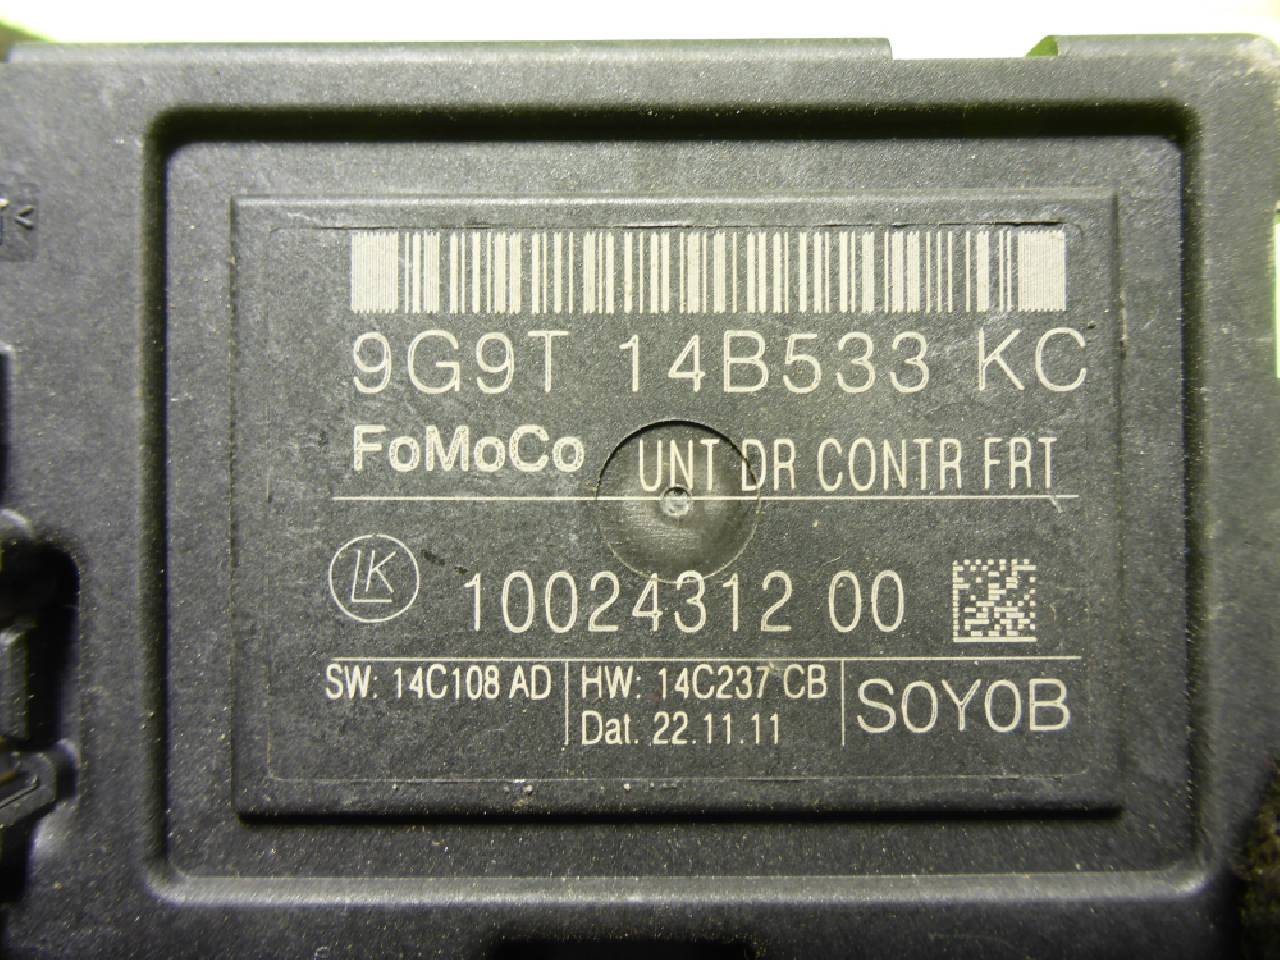 9G9T 14B533 KC
FoMoCo UNT DR CONTR FRT
LK 10024312 00
SW: 14C108 AD HW: 14C237 CB S0Y0B
Dat. 22.11.11